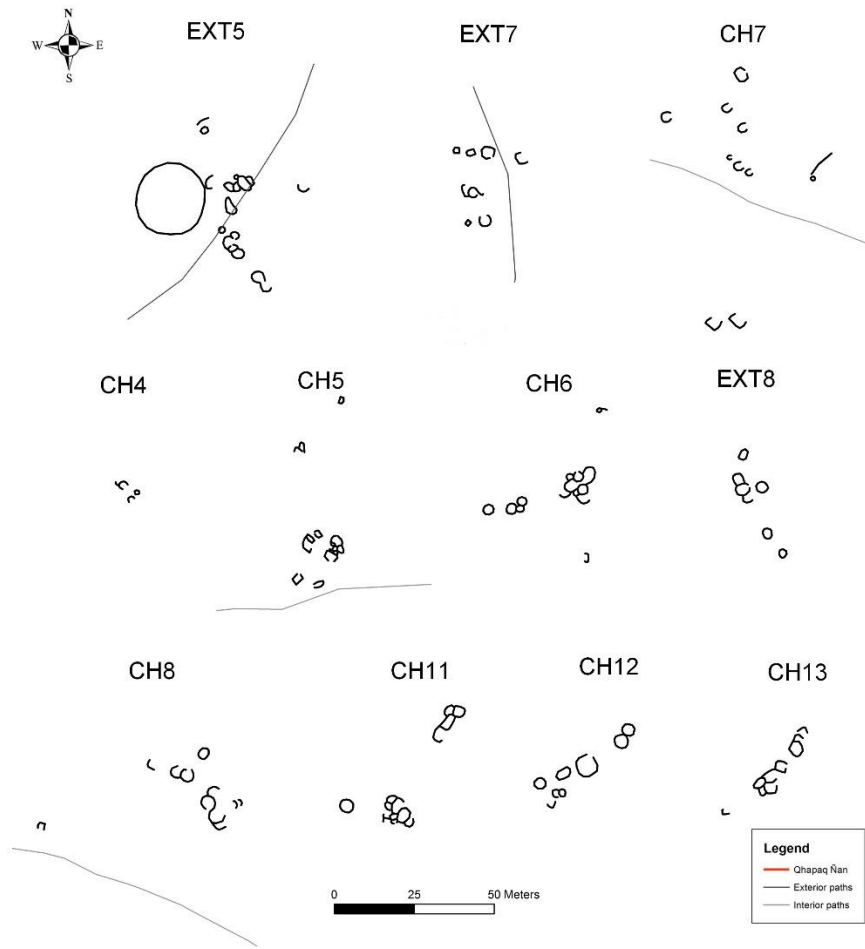 N
W E
S
EXT5
EXT7
CH7
CH4
CH5
CH6
EXT8
CH8
CH11
CH12
CH13
0 25 50 Meters
Legend
Qhapaq Ñan
Exterior paths
Interior paths